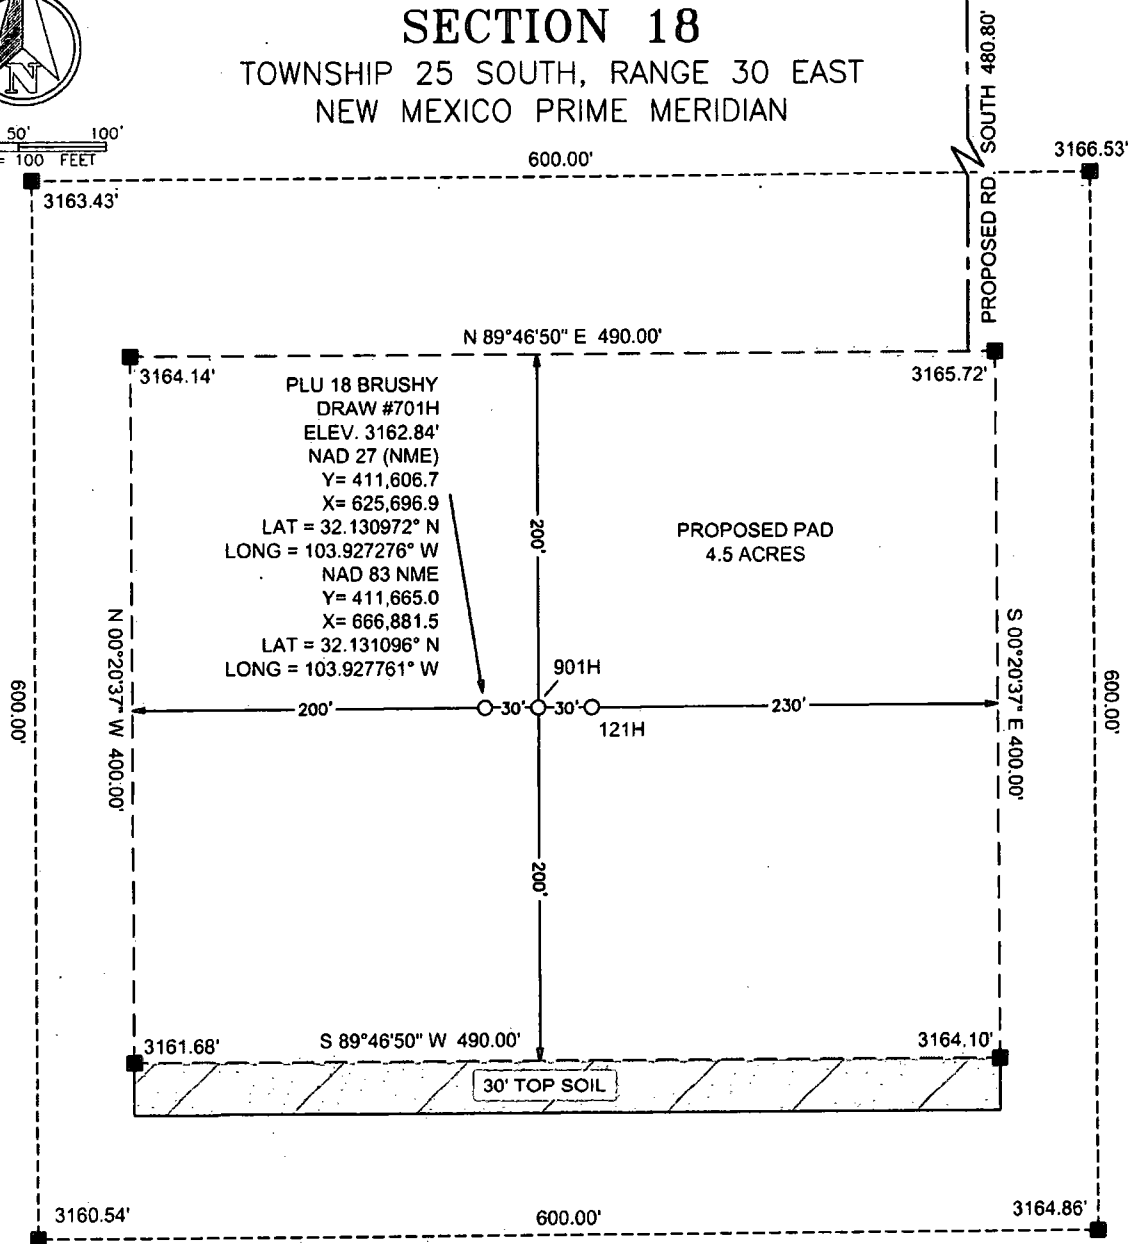 SECTION 18
TOWNSHIP 25 SOUTH, RANGE 30 EAST
NEW MEXICO PRIME MERIDIAN
N
50' 100'
= 100 FEET
PROPOSED RD. SOUTH 480.80'
600.00'
3166.53'
3163.43'
N 89°46'50" E 490.00'
3164.14'
3165.72'
PLU 18 BRUSHY
DRAW #701H
ELEV. 3162.84'
NAD 27 (NME)
Y= 411,606.7
X= 625,696.9
LAT = 32.130972° N
LONG = 103.927276° W
NAD 83 NME
Y= 411,665.0
X= 666,881.5
LAT = 32.131096° N
LONG = 103.927761° W
200'
PROPOSED PAD
4.5 ACRES
600.00'
N 00°20'37" W 400.00'
901H
200' 30' 30' 230'
121H
S 00°20'37" E 400.00'
600.00'
200'
3161.68'
S 89°46'50" W 490.00'
3164.10'
30' TOP SOIL
3160.54'
600.00'
3164.86'